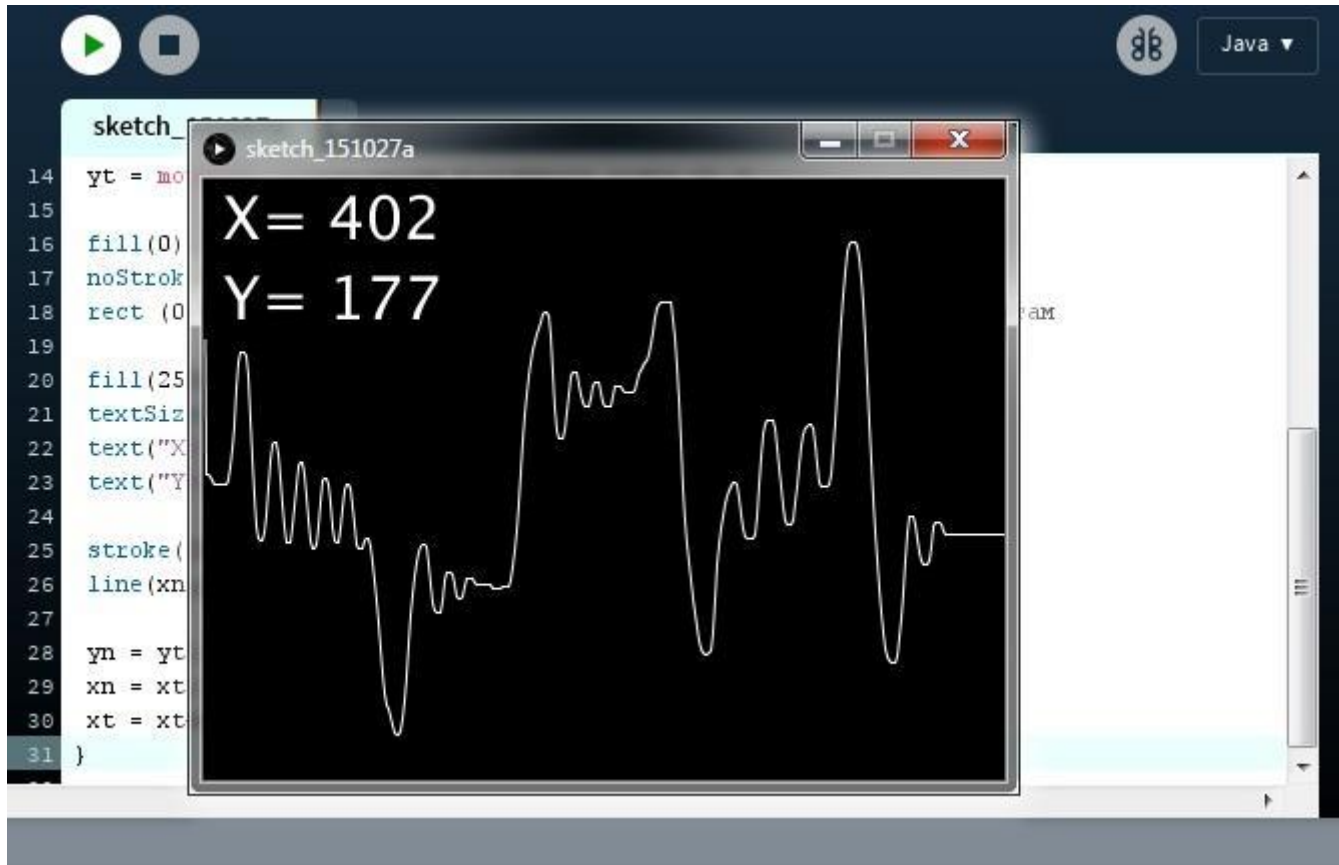 Java ▼
sketch_
sketch_151027a
X= 402
Y= 177
14 yt = mo
15
16 fill(0)
17 noStrok
18 rect (0 ам
19
20 fill(25
21 textSiz
22 text("X
23 text("Y
24
25 stroke(
26 line(xn
27
28 yn = yt
29 xn = xt
30 xt = xt
31 }